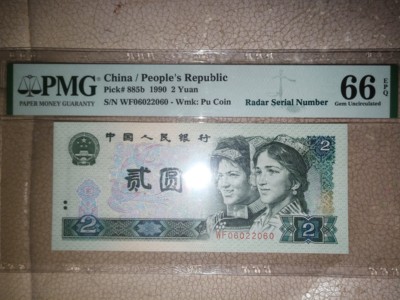 PMG
PAPER MONEY GUARANTY
China / People's Republic
Pick# 885b 1990 2 Yuan
S/N WF06022060 - Wmk: Pu Coin
Radar Serial Number
66 EPQ
Gem Uncirculated
中国人民银行
2
贰圆
2
2
WF06022060